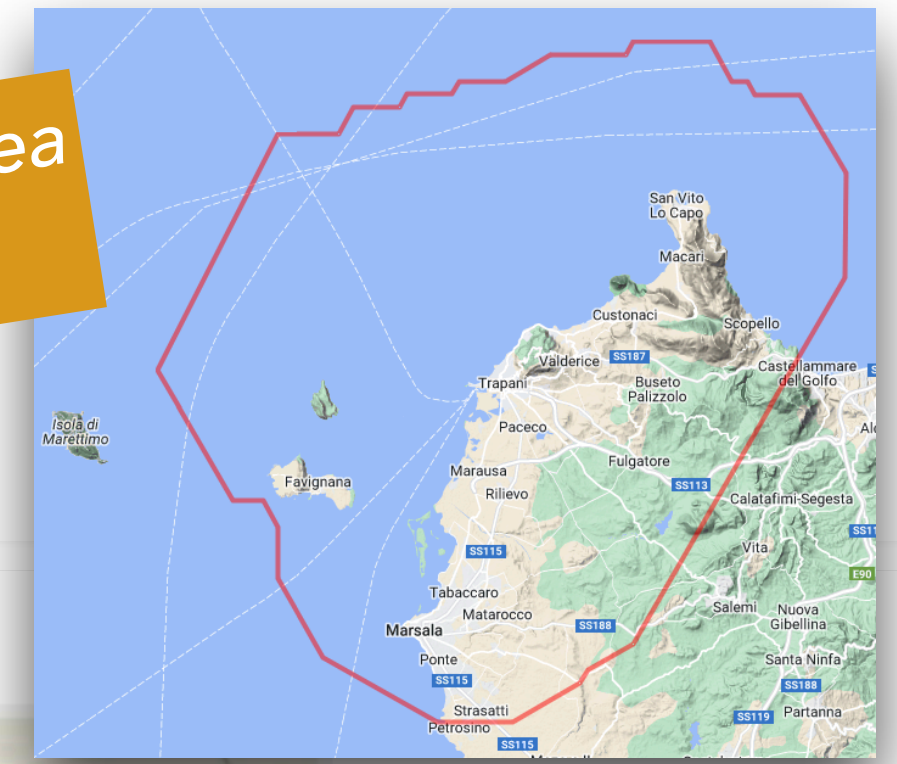 ea
San Vito
Lo Capo
Macari
Custonaci
Scopello
Valderice
SS187
Castellammare
del Golfo
Trapani
Buseto
Palizzolo
Isola di
Marettimo
Paceco
Fulgatore
Marausa
SS113
Favignana
Rilievo
Calatafimi-Segesta
SS115
Vita
E90
Tabaccaro
Salemi
Nuova
Gibellina
Matarocco
SS188
Marsala
Ponte
Santa Ninfa
SS115
SS188
Strasatti
SS119
Partanna
Petrosino
SS115